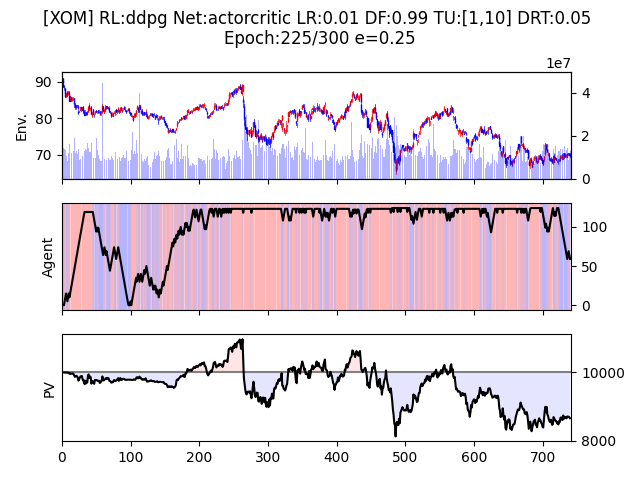 [XOM] RL:ddpg Net:actorcritic LR:0.01 DF:0.99 TU:[1,10] DRT:0.05
Epoch:225/300 e=0.25
1e7
90
80
70
Env.
4
2
0
Agent
100
50
0
PV
10000
8000
0 100 200 300 400 500 600 700